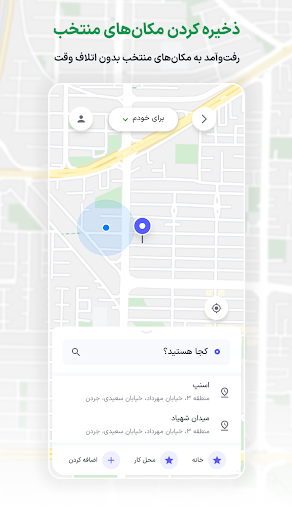 ذخیره کردن مکان‌های منتخب
رفت‌و‌آمد به مکان‌های منتخب بدون اتلاف وقت
برای خودم
کجا هستید؟
اسنپ
منطقه ۳، خیابان مهرداد، خیابان سعیدی، جردن
میدان شهیاد
منطقه ۳، خیابان مهرداد، خیابان سعیدی، جردن
خانه
محل کار
اضافه کردن